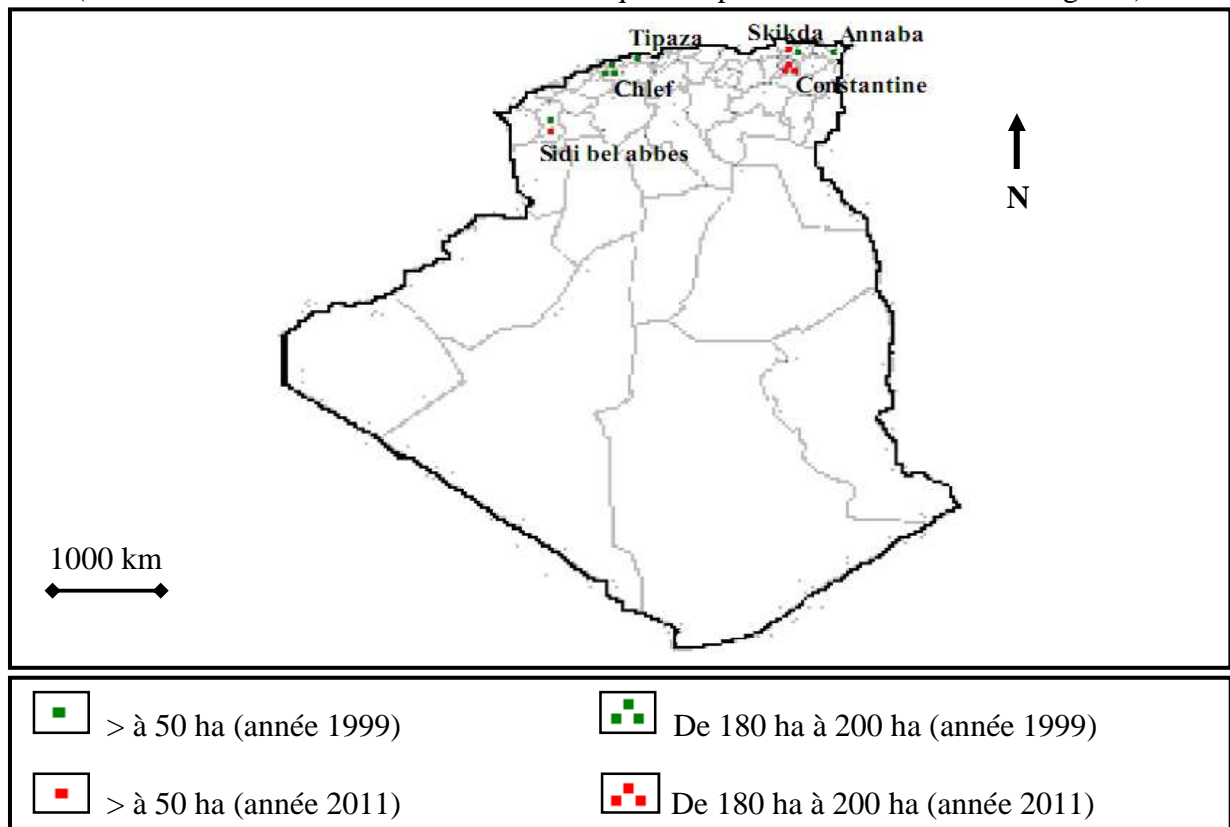 Tipaza
Skikda
Annaba
Chlef
Constantine
Sidi bel abbes
N
1000 km
> à 50 ha (année 1999)
De 180 ha à 200 ha (année 1999)
> à 50 ha (année 2011)
De 180 ha à 200 ha (année 2011)